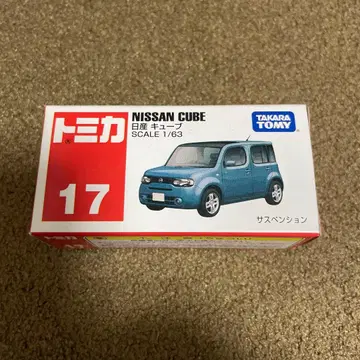 トミカ
17
NISSAN CUBE
日産 キューブ
SCALE 1/63
TAKARA
TOMY
サスペンション